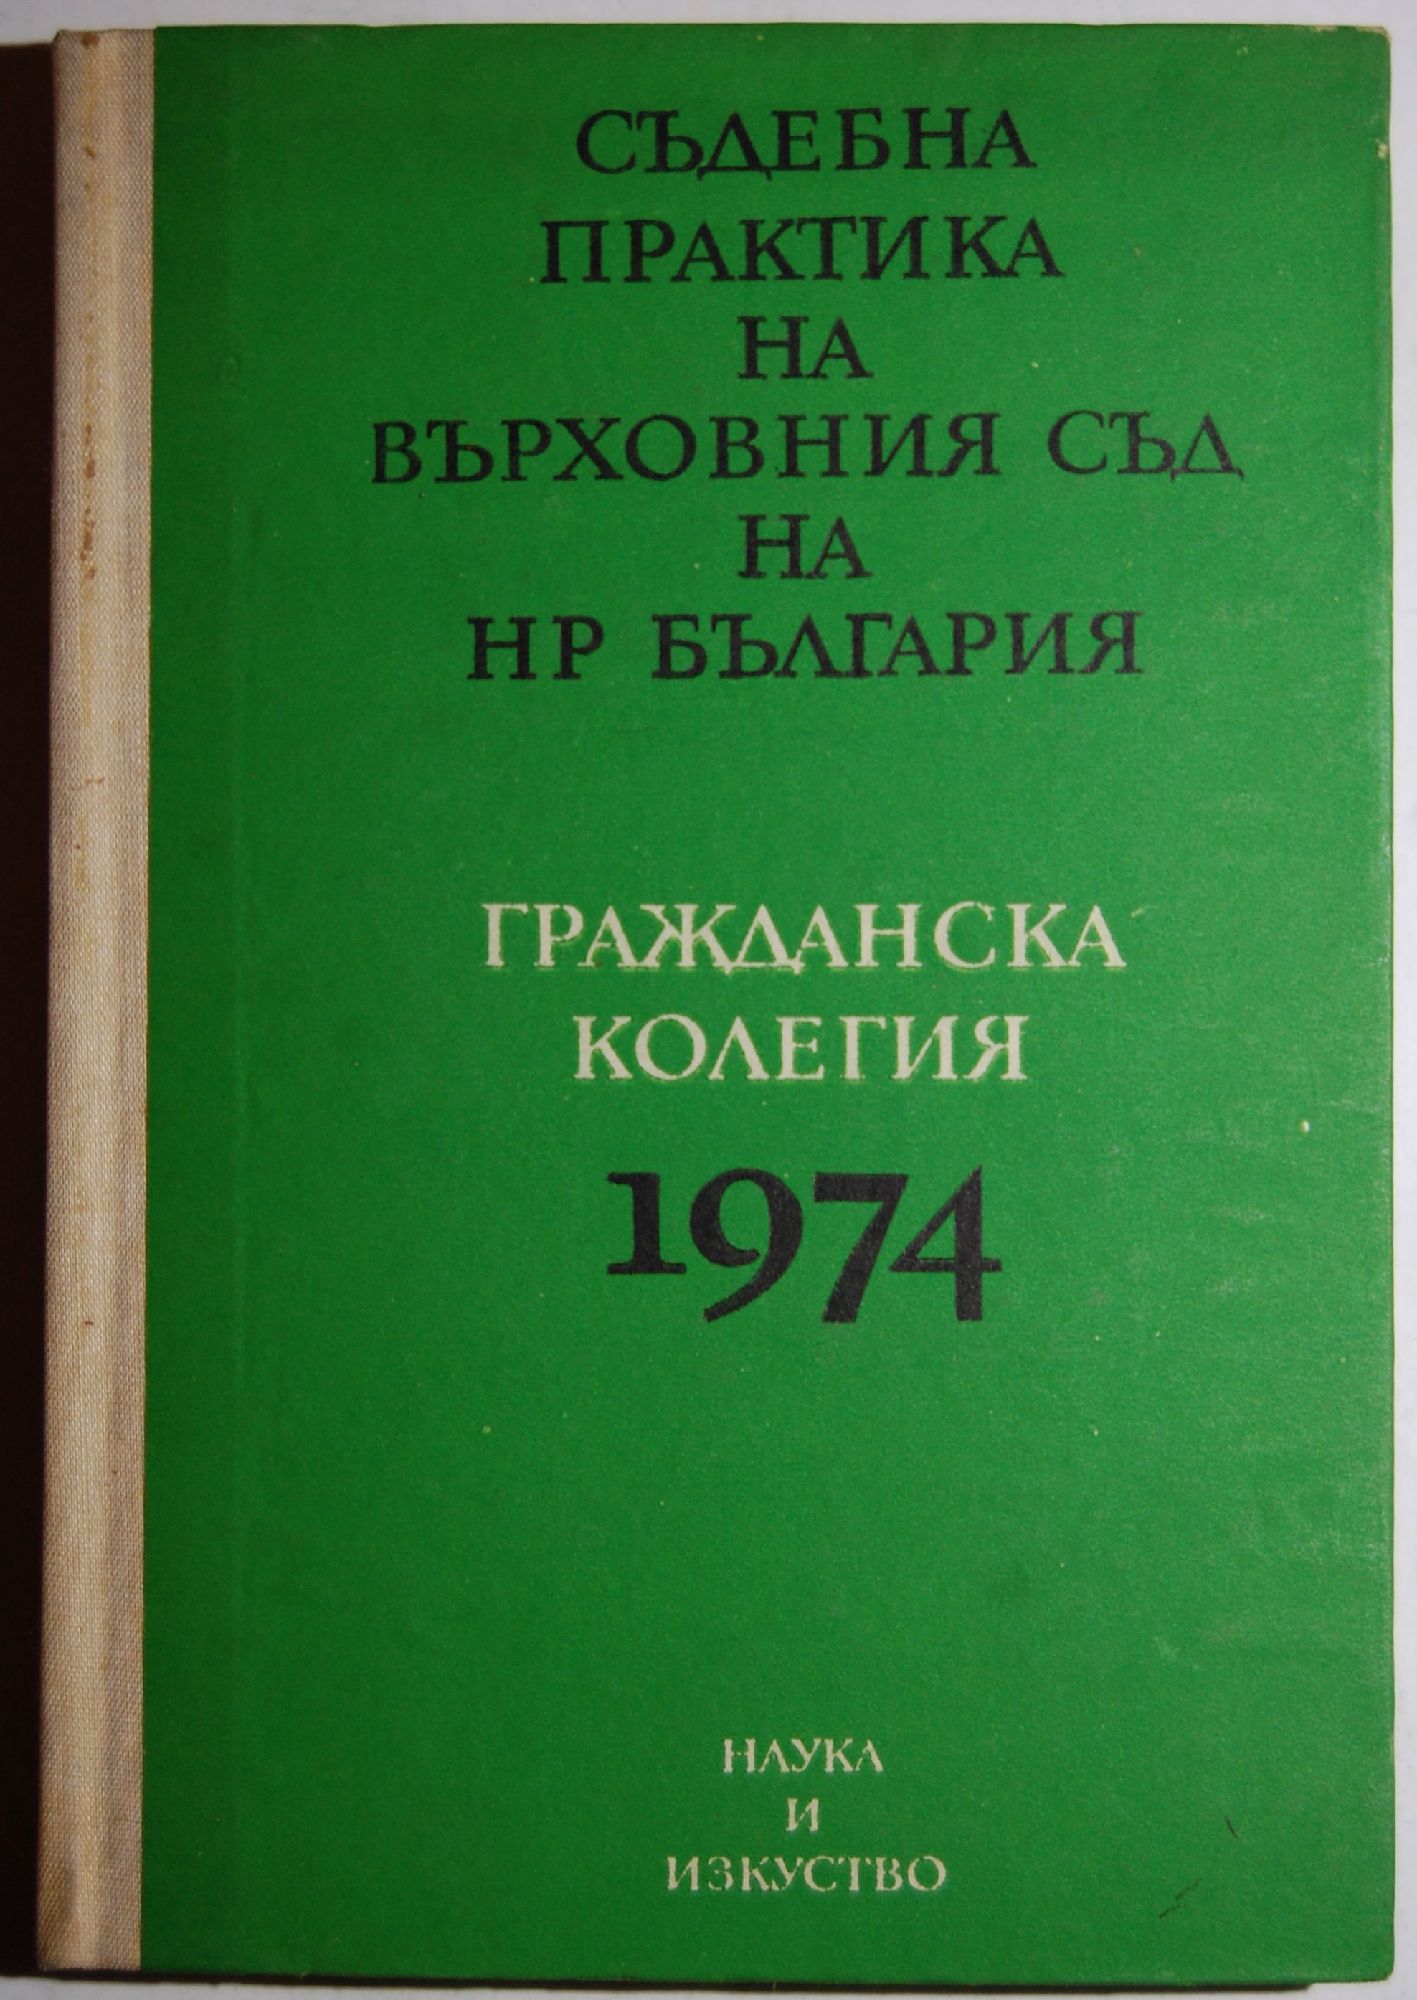 СЪДЕБНА
ПРАКТИКА
НА
ВЪРХОВНИЯ СЪД
НА
НР БЪЛГАРИЯ
ГРАЖДАНСКА
КОЛЕГИЯ
1974
НАУКА
И
ИЗКУСТВО